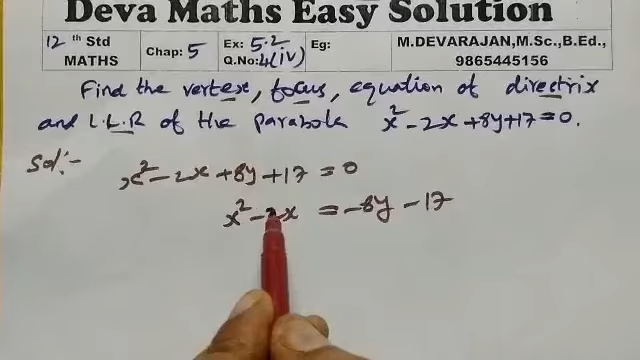 Deva Maths Easy Solution
12 th Std MATHS Chap: 5 Ex: 5.2 Q.No: 4(iv) Eg: M.DEVARAJAN,M.Sc.,B.Ed., 9865445156
Find the vertex, focus, equation of directrix
and L.L.R of the parabola x² - 2x + 8y + 17 = 0.
Sol:-
x² - 2x + 8y + 17 = 0
x² - 2x = -8y - 17